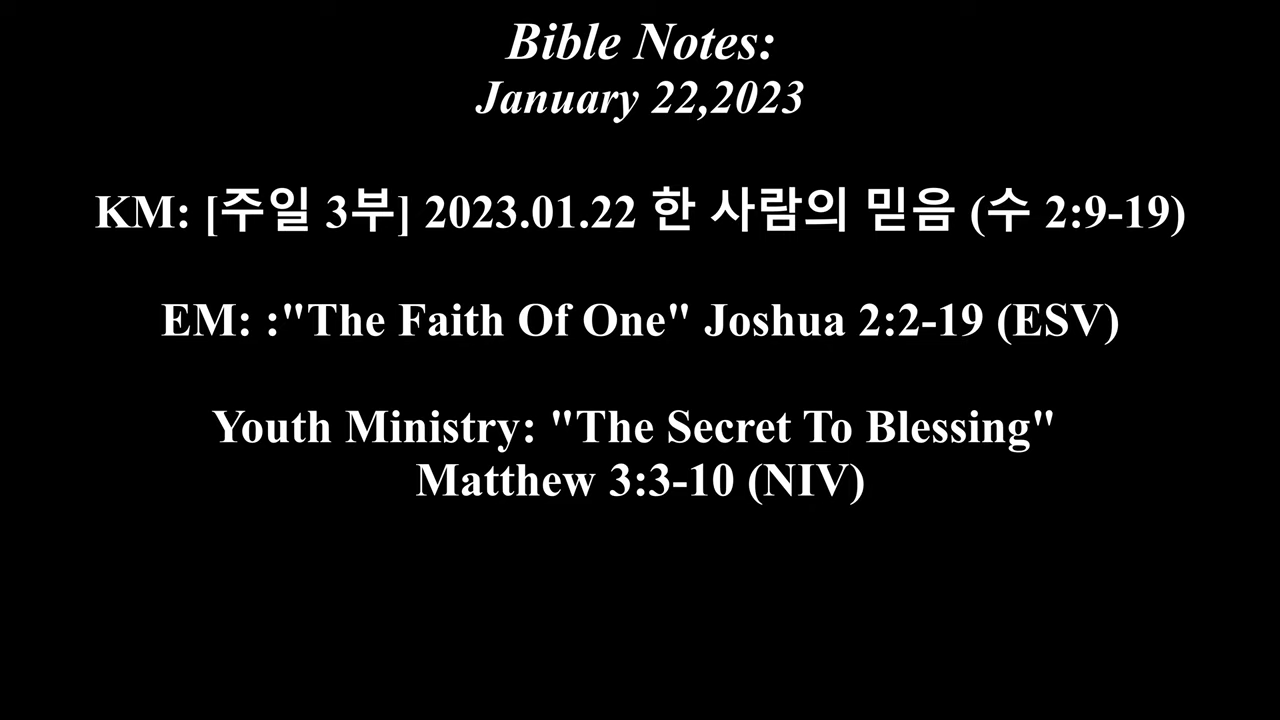 Bible Notes:
January 22,2023
KM: [주일 3부] 2023.01.22 한 사람의 믿음 (수 2:9-19)
EM: :"The Faith Of One" Joshua 2:2-19 (ESV)
Youth Ministry: "The Secret To Blessing"
Matthew 3:3-10 (NIV)